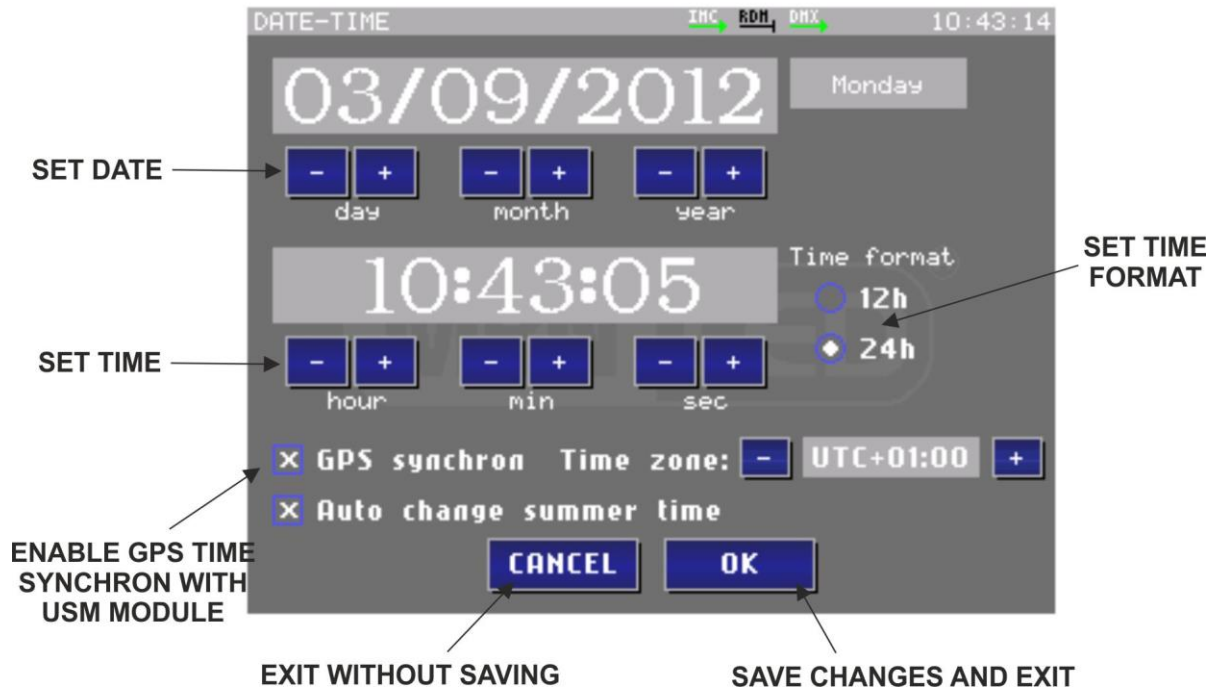 DATE-TIME IMC RDM DMX 10:43:14
03/09/2012 Monday
SET DATE - + - + - +
day month year
10:43:05 Time format
12h
24h
SET TIME FORMAT
SET TIME - + - + - +
hour min sec
X GPS synchron Time zone: - UTC+01:00 +
X Auto change summer time
ENABLE GPS TIME
SYNCHRON WITH
USM MODULE
CANCEL OK
EXIT WITHOUT SAVING SAVE CHANGES AND EXIT